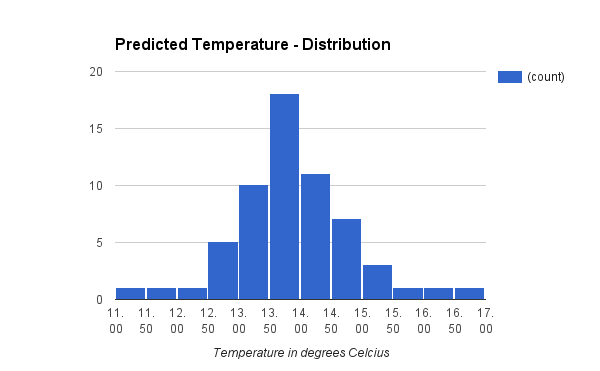 Predicted Temperature - Distribution
20
(count)
15
10
5
0
11. 11. 12. 12. 13. 13. 14. 14. 15. 15. 16. 16. 17.
00 50 00 50 00 50 00 50 00 50 00 50 00
Temperature in degrees Celcius